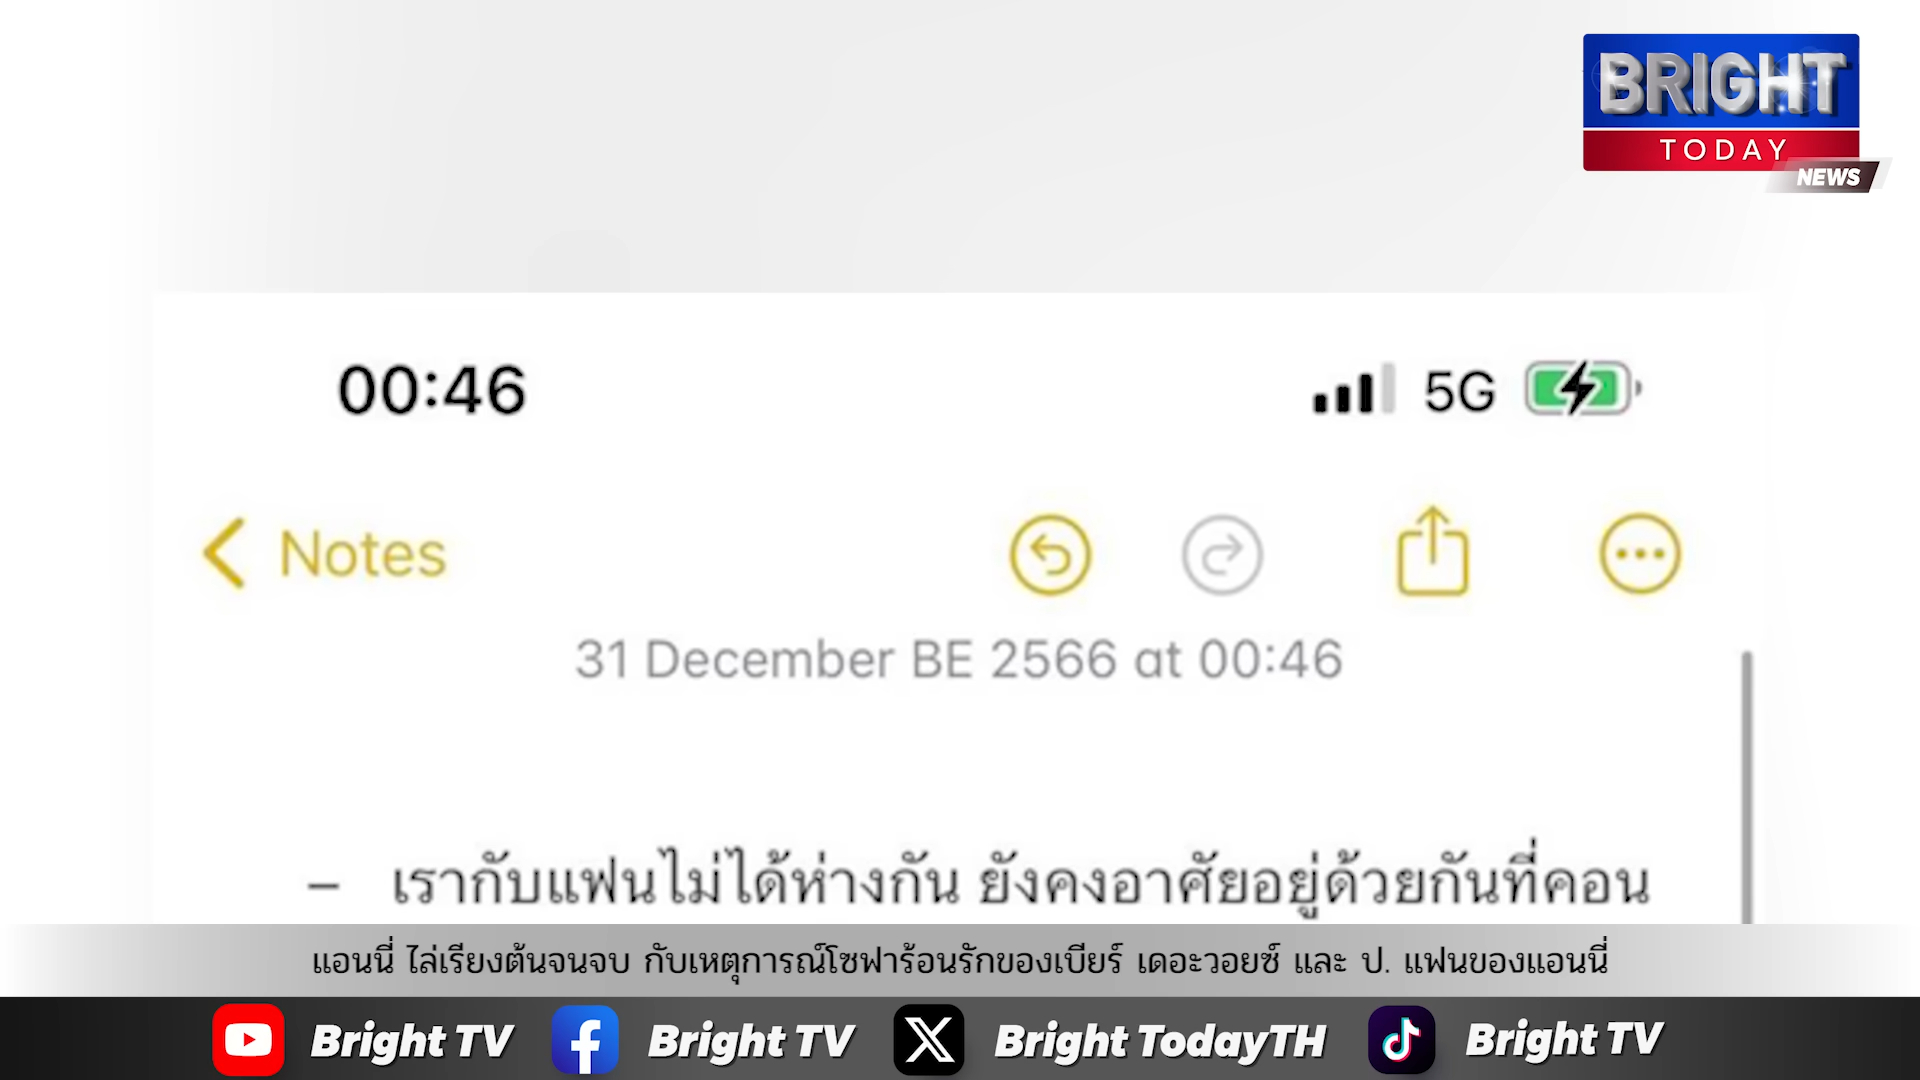 BRIGHT
TODAY
NEWS
00:46
5G
Notes
31 December BE 2566 at 00:46
– เรากับแฟนไม่ได้ห่างกัน ยังคงอาศัยอยู่ด้วยกันที่คอน
แอนนี่ ไล่เรียงต้นจนจบ กับเหตุการณ์โซฟาร้อนรักของเบียร์ เดอะวอยซ์ และ ป. แฟนของแอนนี่
Bright TV Bright TV Bright TodayTH Bright TV